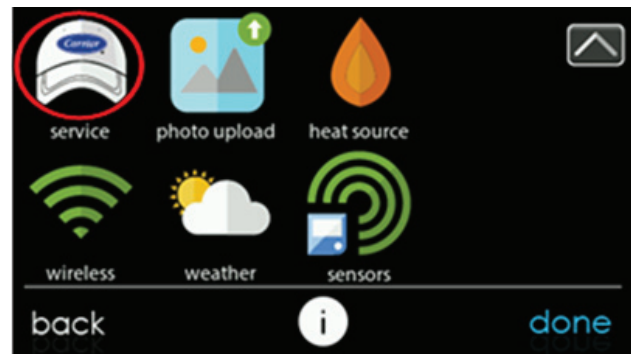 Carrier
service photo upload heat source
wireless weather sensors
back i done